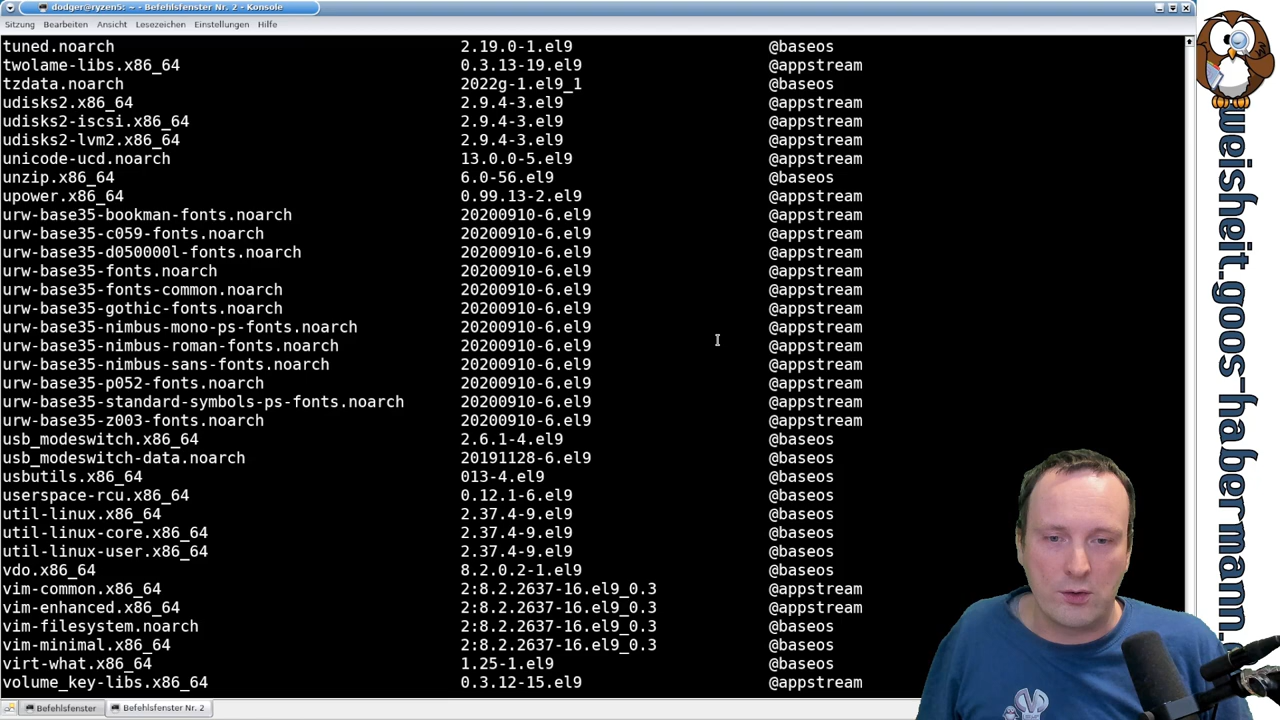 dodger@ryzen5: ~ - Befehlsfenster Nr. 2 - Konsole
Sitzung Bearbeiten Ansicht Lesezeichen Einstellungen Hilfe
tuned.noarch 2.19.0-1.el9 @baseos
twolame-libs.x86_64 0.3.13-19.el9 @appstream
tzdata.noarch 2022g-1.el9_1 @baseos
udisks2.x86_64 2.9.4-3.el9 @appstream
udisks2-iscsi.x86_64 2.9.4-3.el9 @appstream
udisks2-lvm2.x86_64 2.9.4-3.el9 @appstream
unicode-ucd.noarch 13.0.0-5.el9 @appstream
unzip.x86_64 6.0-56.el9 @baseos
upower.x86_64 0.99.13-2.el9 @appstream
urw-base35-bookman-fonts.noarch 20200910-6.el9 @appstream
urw-base35-c059-fonts.noarch 20200910-6.el9 @appstream
urw-base35-d050000l-fonts.noarch 20200910-6.el9 @appstream
urw-base35-fonts.noarch 20200910-6.el9 @appstream
urw-base35-fonts-common.noarch 20200910-6.el9 @appstream
urw-base35-gothic-fonts.noarch 20200910-6.el9 @appstream
urw-base35-nimbus-mono-ps-fonts.noarch 20200910-6.el9 @appstream
urw-base35-nimbus-roman-fonts.noarch 20200910-6.el9 @appstream
urw-base35-nimbus-sans-fonts.noarch 20200910-6.el9 @appstream
urw-base35-p052-fonts.noarch 20200910-6.el9 @appstream
urw-base35-standard-symbols-ps-fonts.noarch 20200910-6.el9 @appstream
urw-base35-z003-fonts.noarch 20200910-6.el9 @appstream
usb_modeswitch.x86_64 2.6.1-4.el9 @baseos
usb_modeswitch-data.noarch 20191128-6.el9 @baseos
usbutils.x86_64 013-4.el9 @baseos
userspace-rcu.x86_64 0.12.1-6.el9 @baseos
util-linux.x86_64 2.37.4-9.el9 @baseos
util-linux-core.x86_64 2.37.4-9.el9 @baseos
util-linux-user.x86_64 2.37.4-9.el9 @baseos
vdo.x86_64 8.2.0.2-1.el9 @baseos
vim-common.x86_64 2:8.2.2637-16.el9_0.3 @appstream
vim-enhanced.x86_64 2:8.2.2637-16.el9_0.3 @appstream
vim-filesystem.noarch 2:8.2.2637-16.el9_0.3 @baseos
vim-minimal.x86_64 2:8.2.2637-16.el9_0.3 @baseos
virt-what.x86_64 1.25-1.el9 @baseos
volume_key-libs.x86_64 0.3.12-15.el9 @appstream
Befehlsfenster Befehlsfenster Nr. 2
weisheit.goos-habermann.